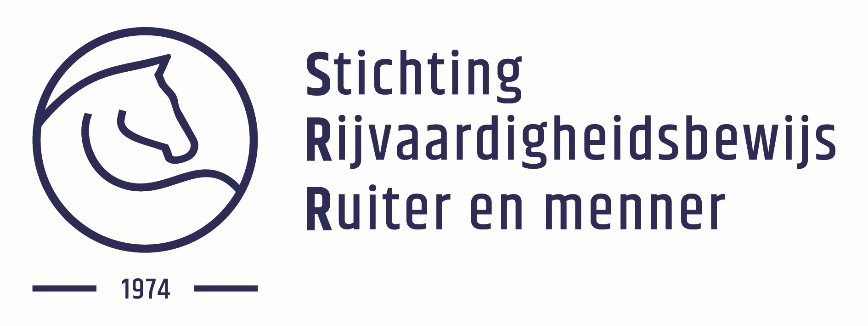 Stichting
Rijvaardigheidsbewijs
Ruiter en menner
1974